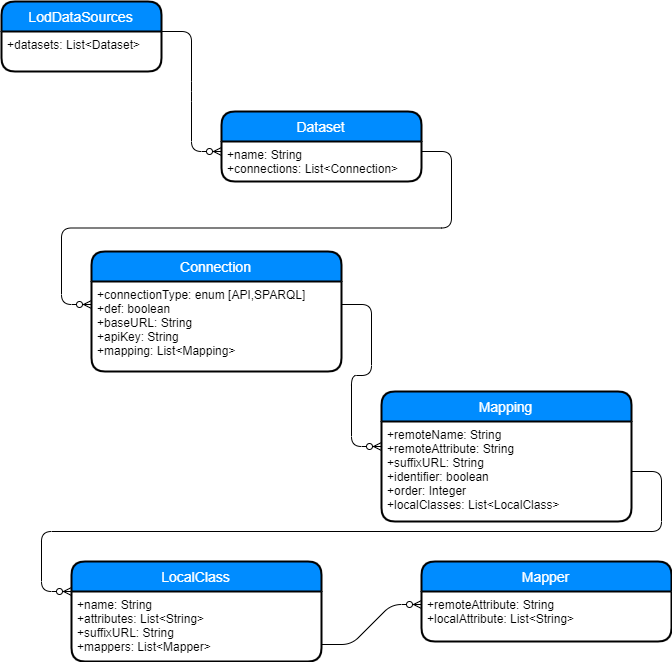 LodDataSources
+datasets: List<Dataset>
Dataset
+name: String
+connections: List<Connection>
Connection
+connectionType: enum [API,SPARQL]
+def: boolean
+baseURL: String
+apiKey: String
+mapping: List<Mapping>
Mapping
+remoteName: String
+remoteAttribute: String
+suffixURL: String
+identifier: boolean
+order: Integer
+localClasses: List<LocalClass>
LocalClass
+name: String
+attributes: List<String>
+suffixURL: String
+mappers: List<Mapper>
Mapper
+remoteAttribute: String
+localAttribute: List<String>